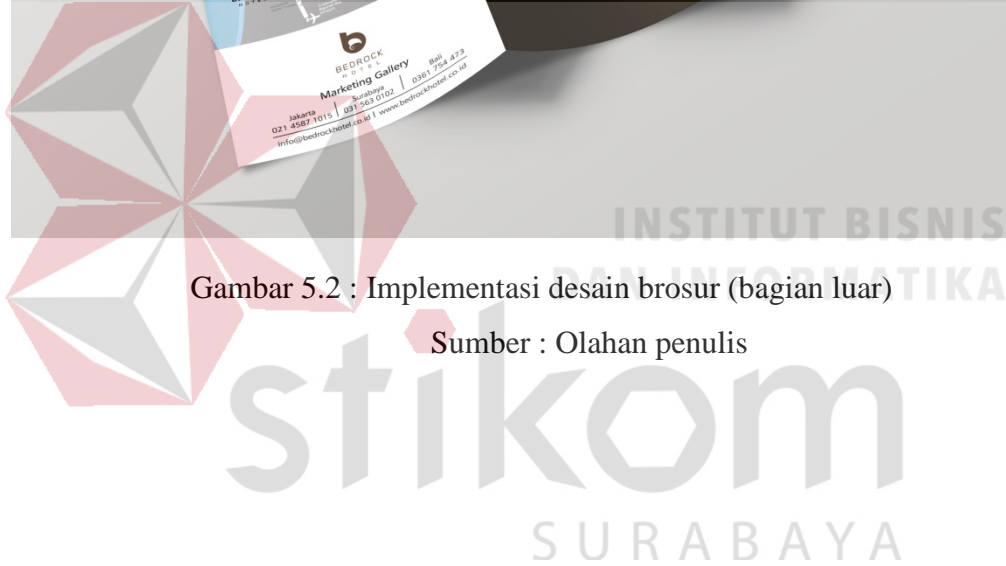 BEDROCK
HOTEL
Marketing Gallery
Jakarta
021 4587 1015
Surabaya
031 563 0102
Bali
0361 754 473
info@bedrockhotel.co.id | www.bedrockhotel.co.id
INSTITUT BISNIS
DAN INFORMATIKA
Gambar 5.2 : Implementasi desain brosur (bagian luar)
Sumber : Olahan penulis
stikom
SURABAYA